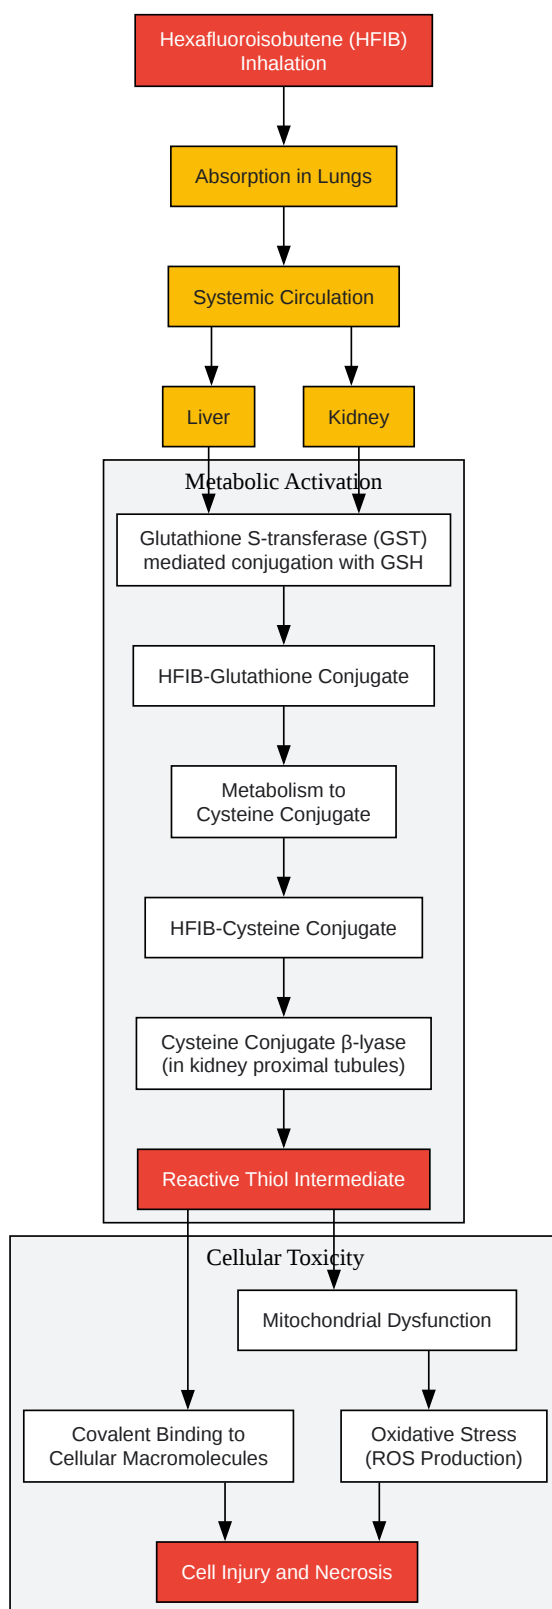 Hexafluoroisobutene (HFIB)
Inhalation
Absorption in Lungs
Systemic Circulation
Liver
Kidney
Metabolic Activation
Glutathione S-transferase (GST)
mediated conjugation with GSH
HFIB-Glutathione Conjugate
Metabolism to
Cysteine Conjugate
HFIB-Cysteine Conjugate
Cysteine Conjugate β-lyase
(in kidney proximal tubules)
Reactive Thiol Intermediate
Cellular Toxicity
Mitochondrial Dysfunction
Covalent Binding to
Cellular Macromolecules
Oxidative Stress
(ROS Production)
Cell Injury and Necrosis